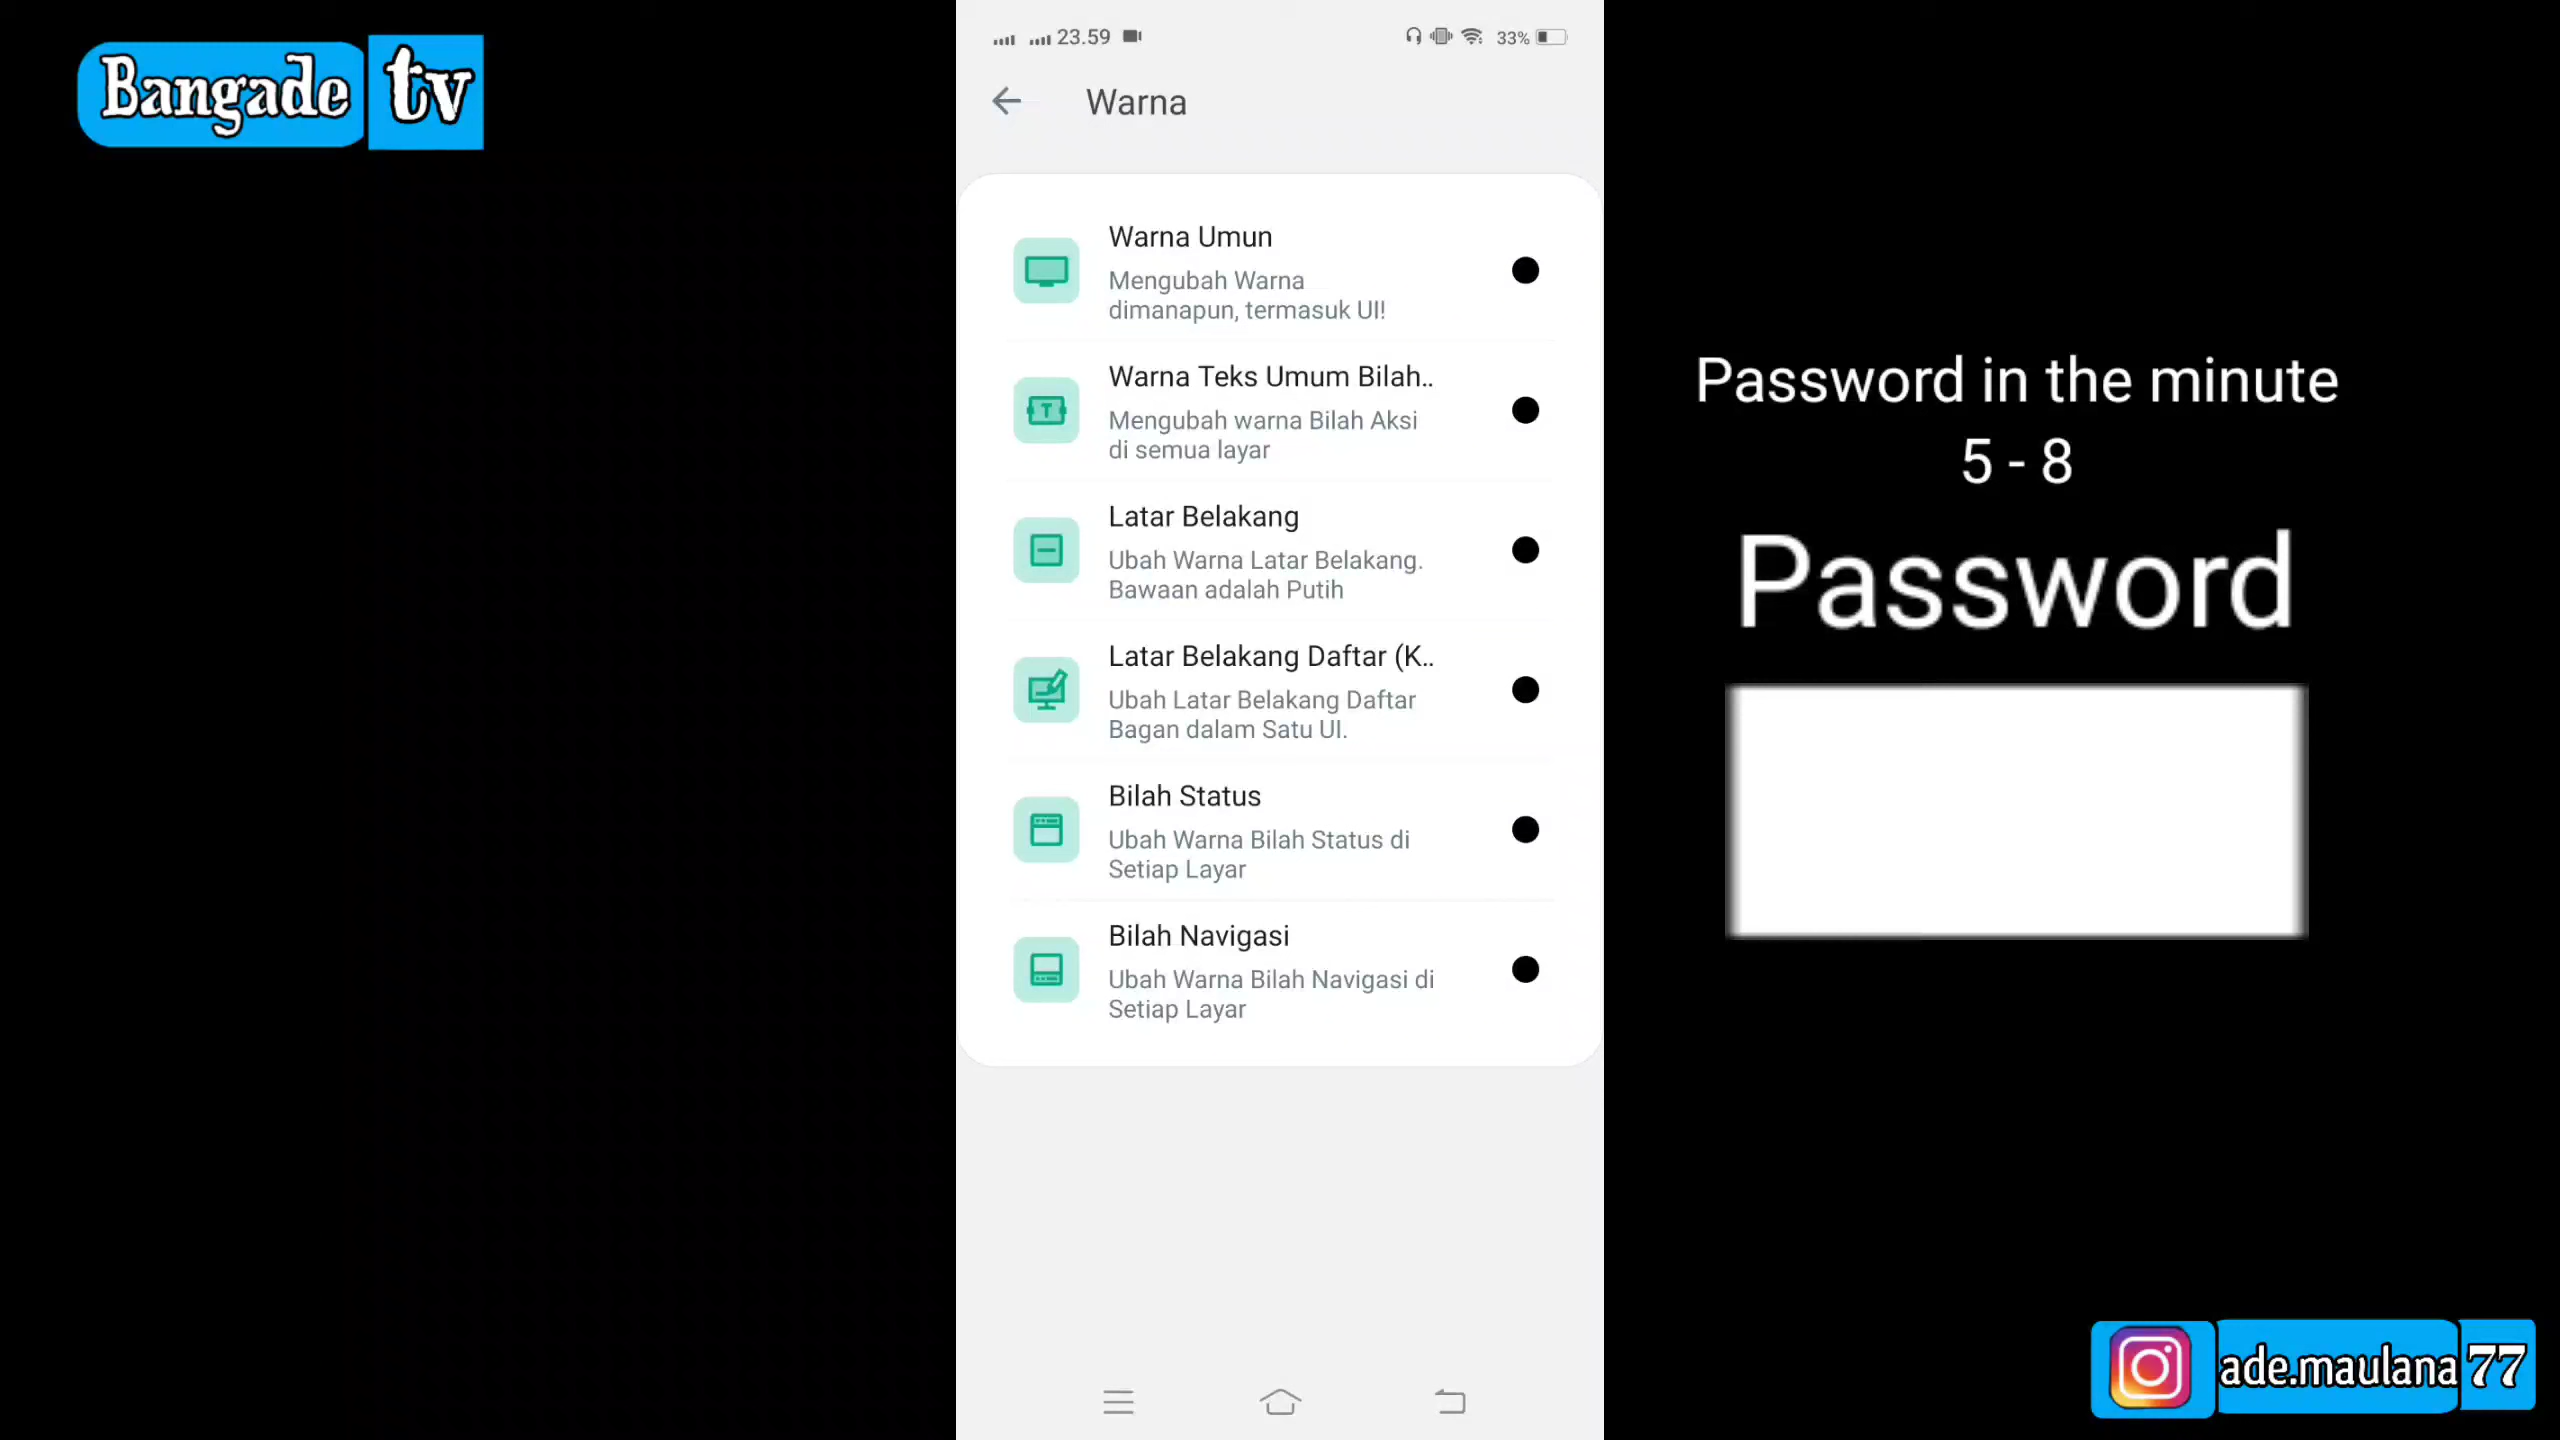 Bangade tv
23.59
33%
Warna
Warna Umun
Mengubah Warna
dimanapun, termasuk UI!
Warna Teks Umum Bilah..
Mengubah warna Bilah Aksi
di semua layar
Latar Belakang
Ubah Warna Latar Belakang.
Bawaan adalah Putih
Latar Belakang Daftar (K..
Ubah Latar Belakang Daftar
Bagan dalam Satu UI.
Bilah Status
Ubah Warna Bilah Status di
Setiap Layar
Bilah Navigasi
Ubah Warna Bilah Navigasi di
Setiap Layar
Password in the minute
5 - 8
Password
ade.maulana77